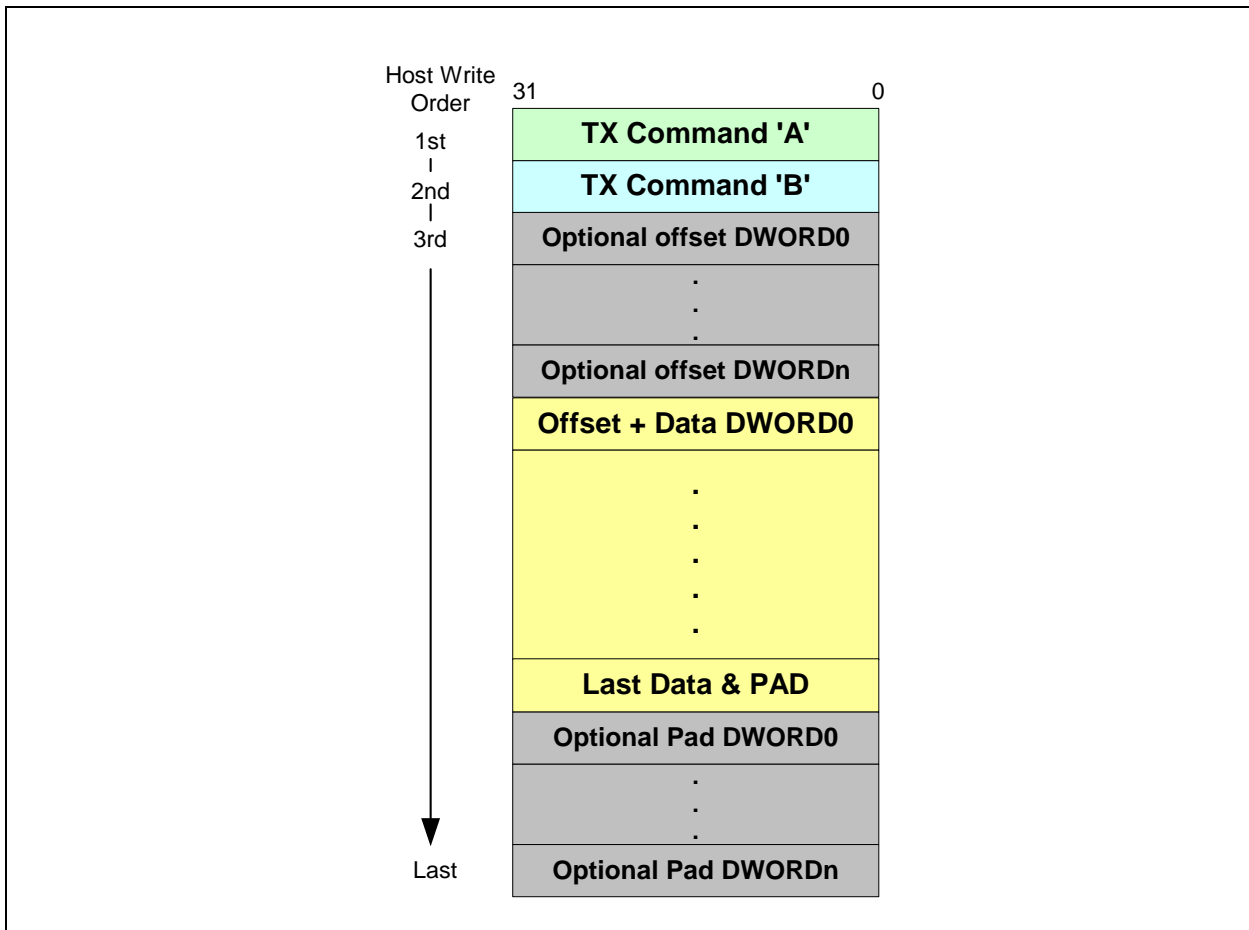 Host Write
Order
31
0
1st
TX Command 'A'
2nd
TX Command 'B'
3rd
Optional offset DWORD0
.
.
.
Optional offset DWORDn
Offset + Data DWORD0
.
.
.
.
.
Last Data & PAD
Optional Pad DWORD0
.
.
.
Last
Optional Pad DWORDn